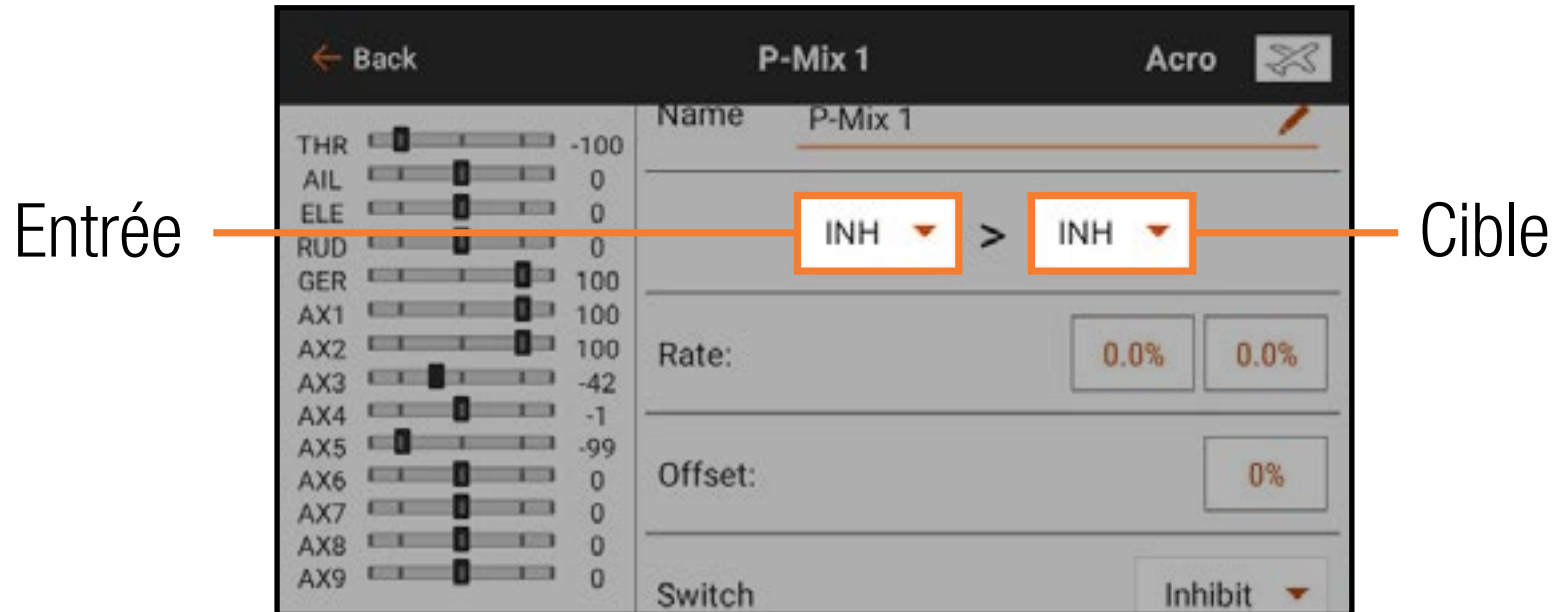 Back P-Mix 1 Acro
Name P-Mix 1
Entrée
INH > INH
Cible
THR -100
AIL 0
ELE 0
RUD 0
GER 100
AX1 100
AX2 100
AX3 -42
AX4 -1
AX5 -99
AX6 0
AX7 0
AX8 0
AX9 0
Rate: 0.0% 0.0%
Offset: 0%
Switch Inhibit